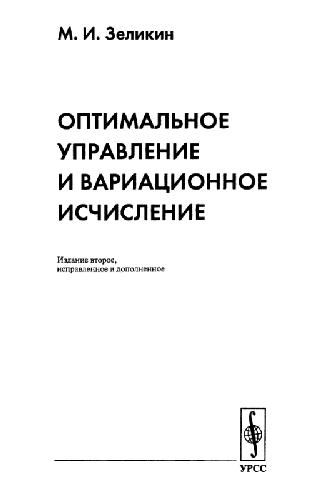 М. И. Зеликин
ОПТИМАЛЬНОЕ
УПРАВЛЕНИЕ
И ВАРИАЦИОННОЕ
ИСЧИСЛЕНИЕ
Издание второе,
исправленное и дополненное
УРСС